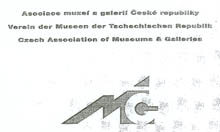 Asociace muzeí a galerií České republiky
Verein der Museen der Tschechischen Republik
Czech Association of Museums & Galleries